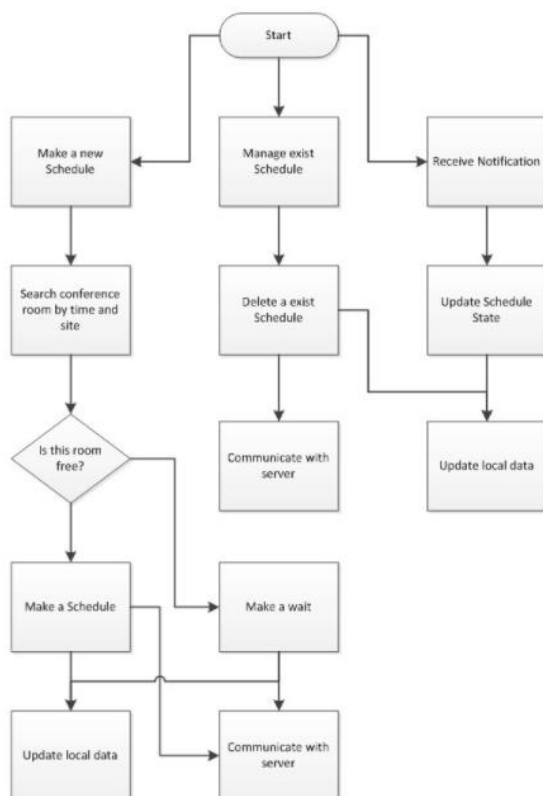 Start
Make a new
Schedule
Manage exist
Schedule
Receive Notification
Search conference
room by time and
site
Delete a exist
Schedule
Update Schedule
State
Is this room
free?
Communicate with
server
Update local data
Make a Schedule
Make a wait
Update local data
Communicate with
server